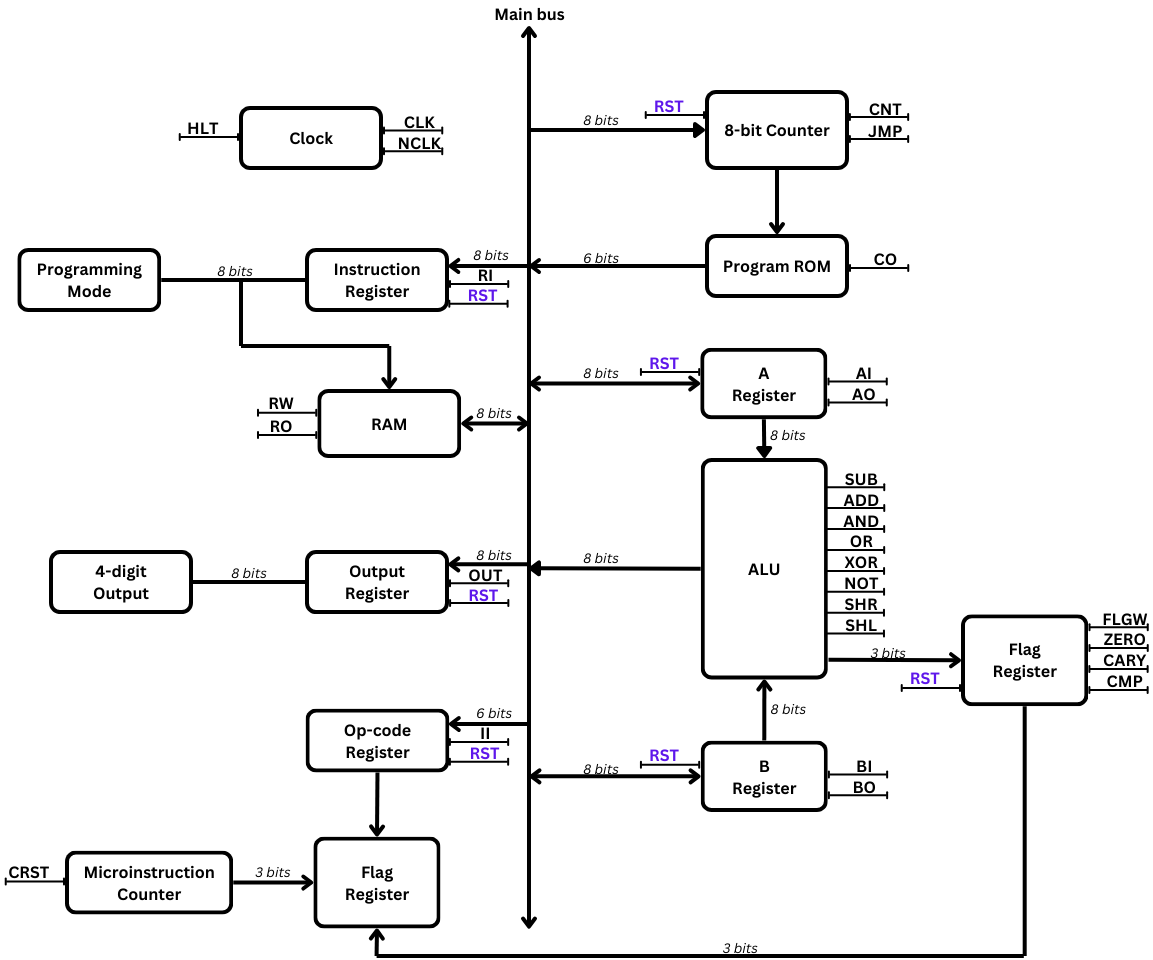 Main bus
HLT
Clock
CLK
NCLK
8 bits
RST
8-bit Counter
CNT
JMP
Programming
Mode
8 bits
Instruction
Register
8 bits
RI
RST
6 bits
Program ROM
CO
RW
RO
RAM
8 bits
8 bits
RST
A
Register
AI
AO
8 bits
4-digit
Output
8 bits
Output
Register
8 bits
OUT
RST
8 bits
ALU
SUB
ADD
AND
OR
XOR
NOT
SHR
SHL
3 bits
RST
Flag
Register
FLGW
ZERO
CARY
CMP
Op-code
Register
6 bits
II
RST
8 bits
8 bits
RST
B
Register
BI
BO
CRST
Microinstruction
Counter
3 bits
Flag
Register
3 bits